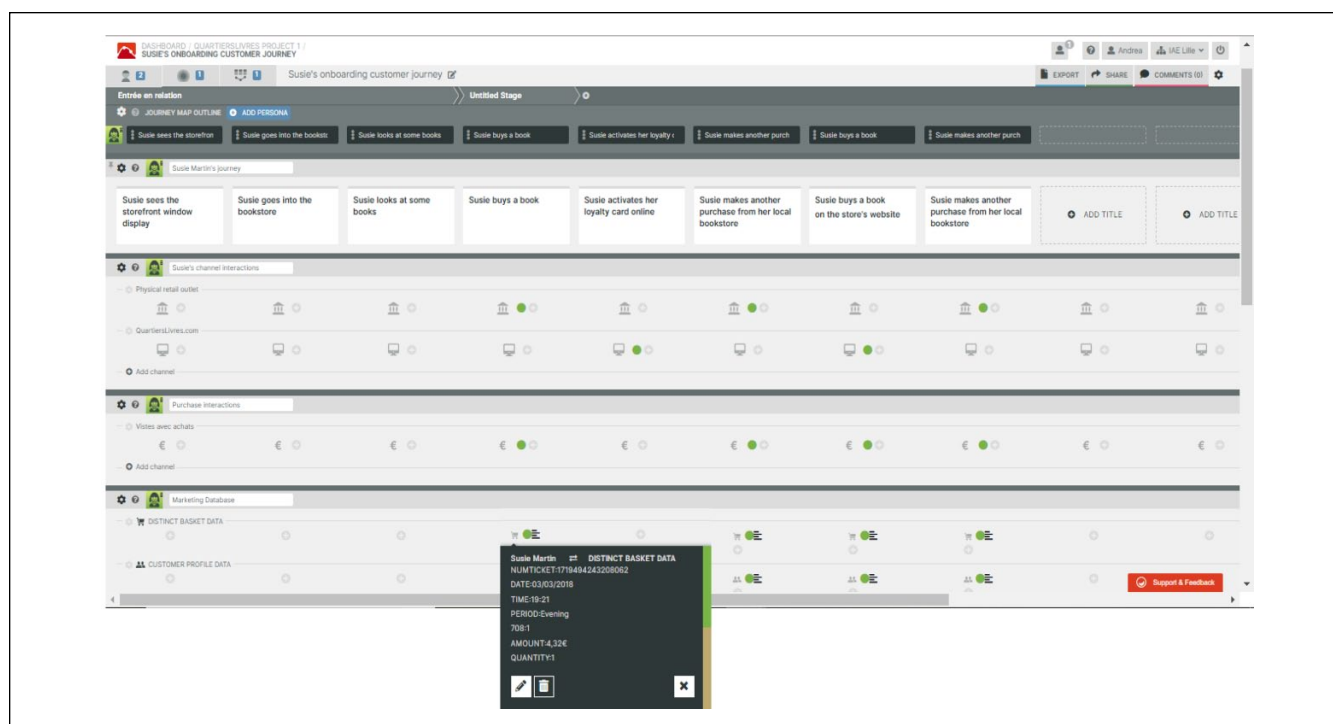 DASHBOARD / QUARTIERSLIVRES PROJECT 1 /
SUSIE'S ONBOARDING CUSTOMER JOURNEY
Andrea
IAE Lille
2
1
1
Susie's onboarding customer journey
EXPORT
SHARE
COMMENTS (0)
Entrée en relation
Untitled Stage
JOURNEY MAP OUTLINE
ADD PERSONA
Susie sees the storefron
Susie goes into the booksto
Susie looks at some books
Susie buys a book
Susie activates her loyalty c
Susie makes another purch
Susie buys a book
Susie makes another purch
Susie Martin's journey
Susie sees the
storefront window
display
Susie goes into the
bookstore
Susie looks at some
books
Susie buys a book
Susie activates her
loyalty card online
Susie makes another
purchase from her local
bookstore
Susie buys a book
on the store's website
Susie makes another
purchase from her local
bookstore
ADD TITLE
ADD TITLE
Susie's channel interactions
Physical retail outlet
QuartiersLivres.com
Add channel
Purchase interactions
Vistes avec achats
€ € € € € € € € € €
Add channel
Marketing Database
DISTINCT BASKET DATA
CUSTOMER PROFILE DATA
Susie Martin ⇄ DISTINCT BASKET DATA
NUMTICKET:1719494243208062
DATE:03/03/2018
TIME:19:21
PERIOD:Evening
708:1
AMOUNT:4,32€
QUANTITY:1
Support & Feedback